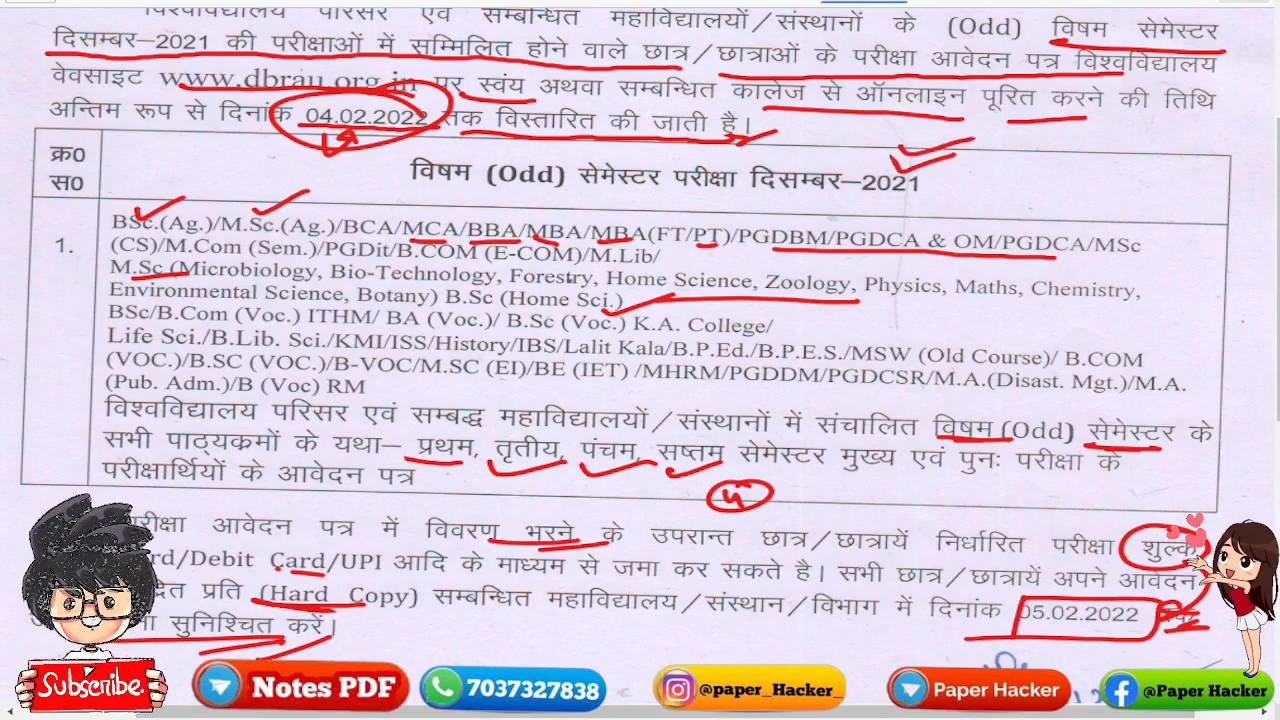 विश्वविद्यालय परिसर एवं सम्बन्धित महाविद्यालयों/संस्थानों के (Odd) विषम सेमेस्टर
दिसम्बर–2021 की परीक्षाओं में सम्मिलित होने वाले छात्र/छात्राओं के परीक्षा आवेदन पत्र विश्वविद्यालय
वेवसाइट www.dbrau.org.in पर स्वंय अथवा सम्बन्धित कालेज से ऑनलाइन पूरित करने की तिथि
अन्तिम रूप से दिनांक 04.02.2022 तक विस्तारित की जाती है।
क्र0
स0
विषम (Odd) सेमेस्टर परीक्षा दिसम्बर–2021
1.
BSc.(Ag.)/M.Sc.(Ag.)/BCA/MCA/BBA/MBA/MBA(FT/PT)/PGDBM/PGDCA & OM/PGDCA/MSc
(CS)/M.Com (Sem.)/PGDit/B.COM (E-COM)/M.Lib/
M.Sc (Microbiology, Bio-Technology, Forestry, Home Science, Zoology, Physics, Maths, Chemistry,
Environmental Science, Botany) B.Sc (Home Sci.)
BSc/B.Com (Voc.) ITHM/ BA (Voc.)/ B.Sc (Voc.) K.A. College/
Life Sci./B.Lib. Sci./KMI/ISS/History/IBS/Lalit Kala/B.P.Ed./B.P.E.S./MSW (Old Course)/ B.COM
(VOC.)/B.SC (VOC.)/B-VOC/M.SC (EI)/BE (IET) /MHRM/PGDDM/PGDCSR/M.A.(Disast. Mgt.)/M.A.
(Pub. Adm.)/B (Voc) RM
विश्वविद्यालय परिसर एवं सम्बद्ध महाविद्यालयों/संस्थानों में संचालित विषम (Odd) सेमेस्टर के
सभी पाठ्यकमों के यथा– प्रथम, तृतीय, पंचम, सष्तम सेमेस्टर मुख्य एवं पुनः परीक्षा के
परीक्षार्थियों के आवेदन पत्र
परीक्षा आवेदन पत्र में विवरण भरने के उपरान्त छात्र/छात्रायें निर्धारित परीक्षा शुल्क
/Debit Card/UPI आदि के माध्यम से जमा कर सकते है। सभी छात्र/छात्रायें अपने आवेदन
प्रति (Hard Copy) सम्बन्धित महाविद्यालय/संस्थान/विभाग में दिनांक 05.02.2022
सुनिश्चित करें।
Subscribe.
Notes PDF
7037327838
@paper_Hacker_
Paper Hacker
@Paper Hacker